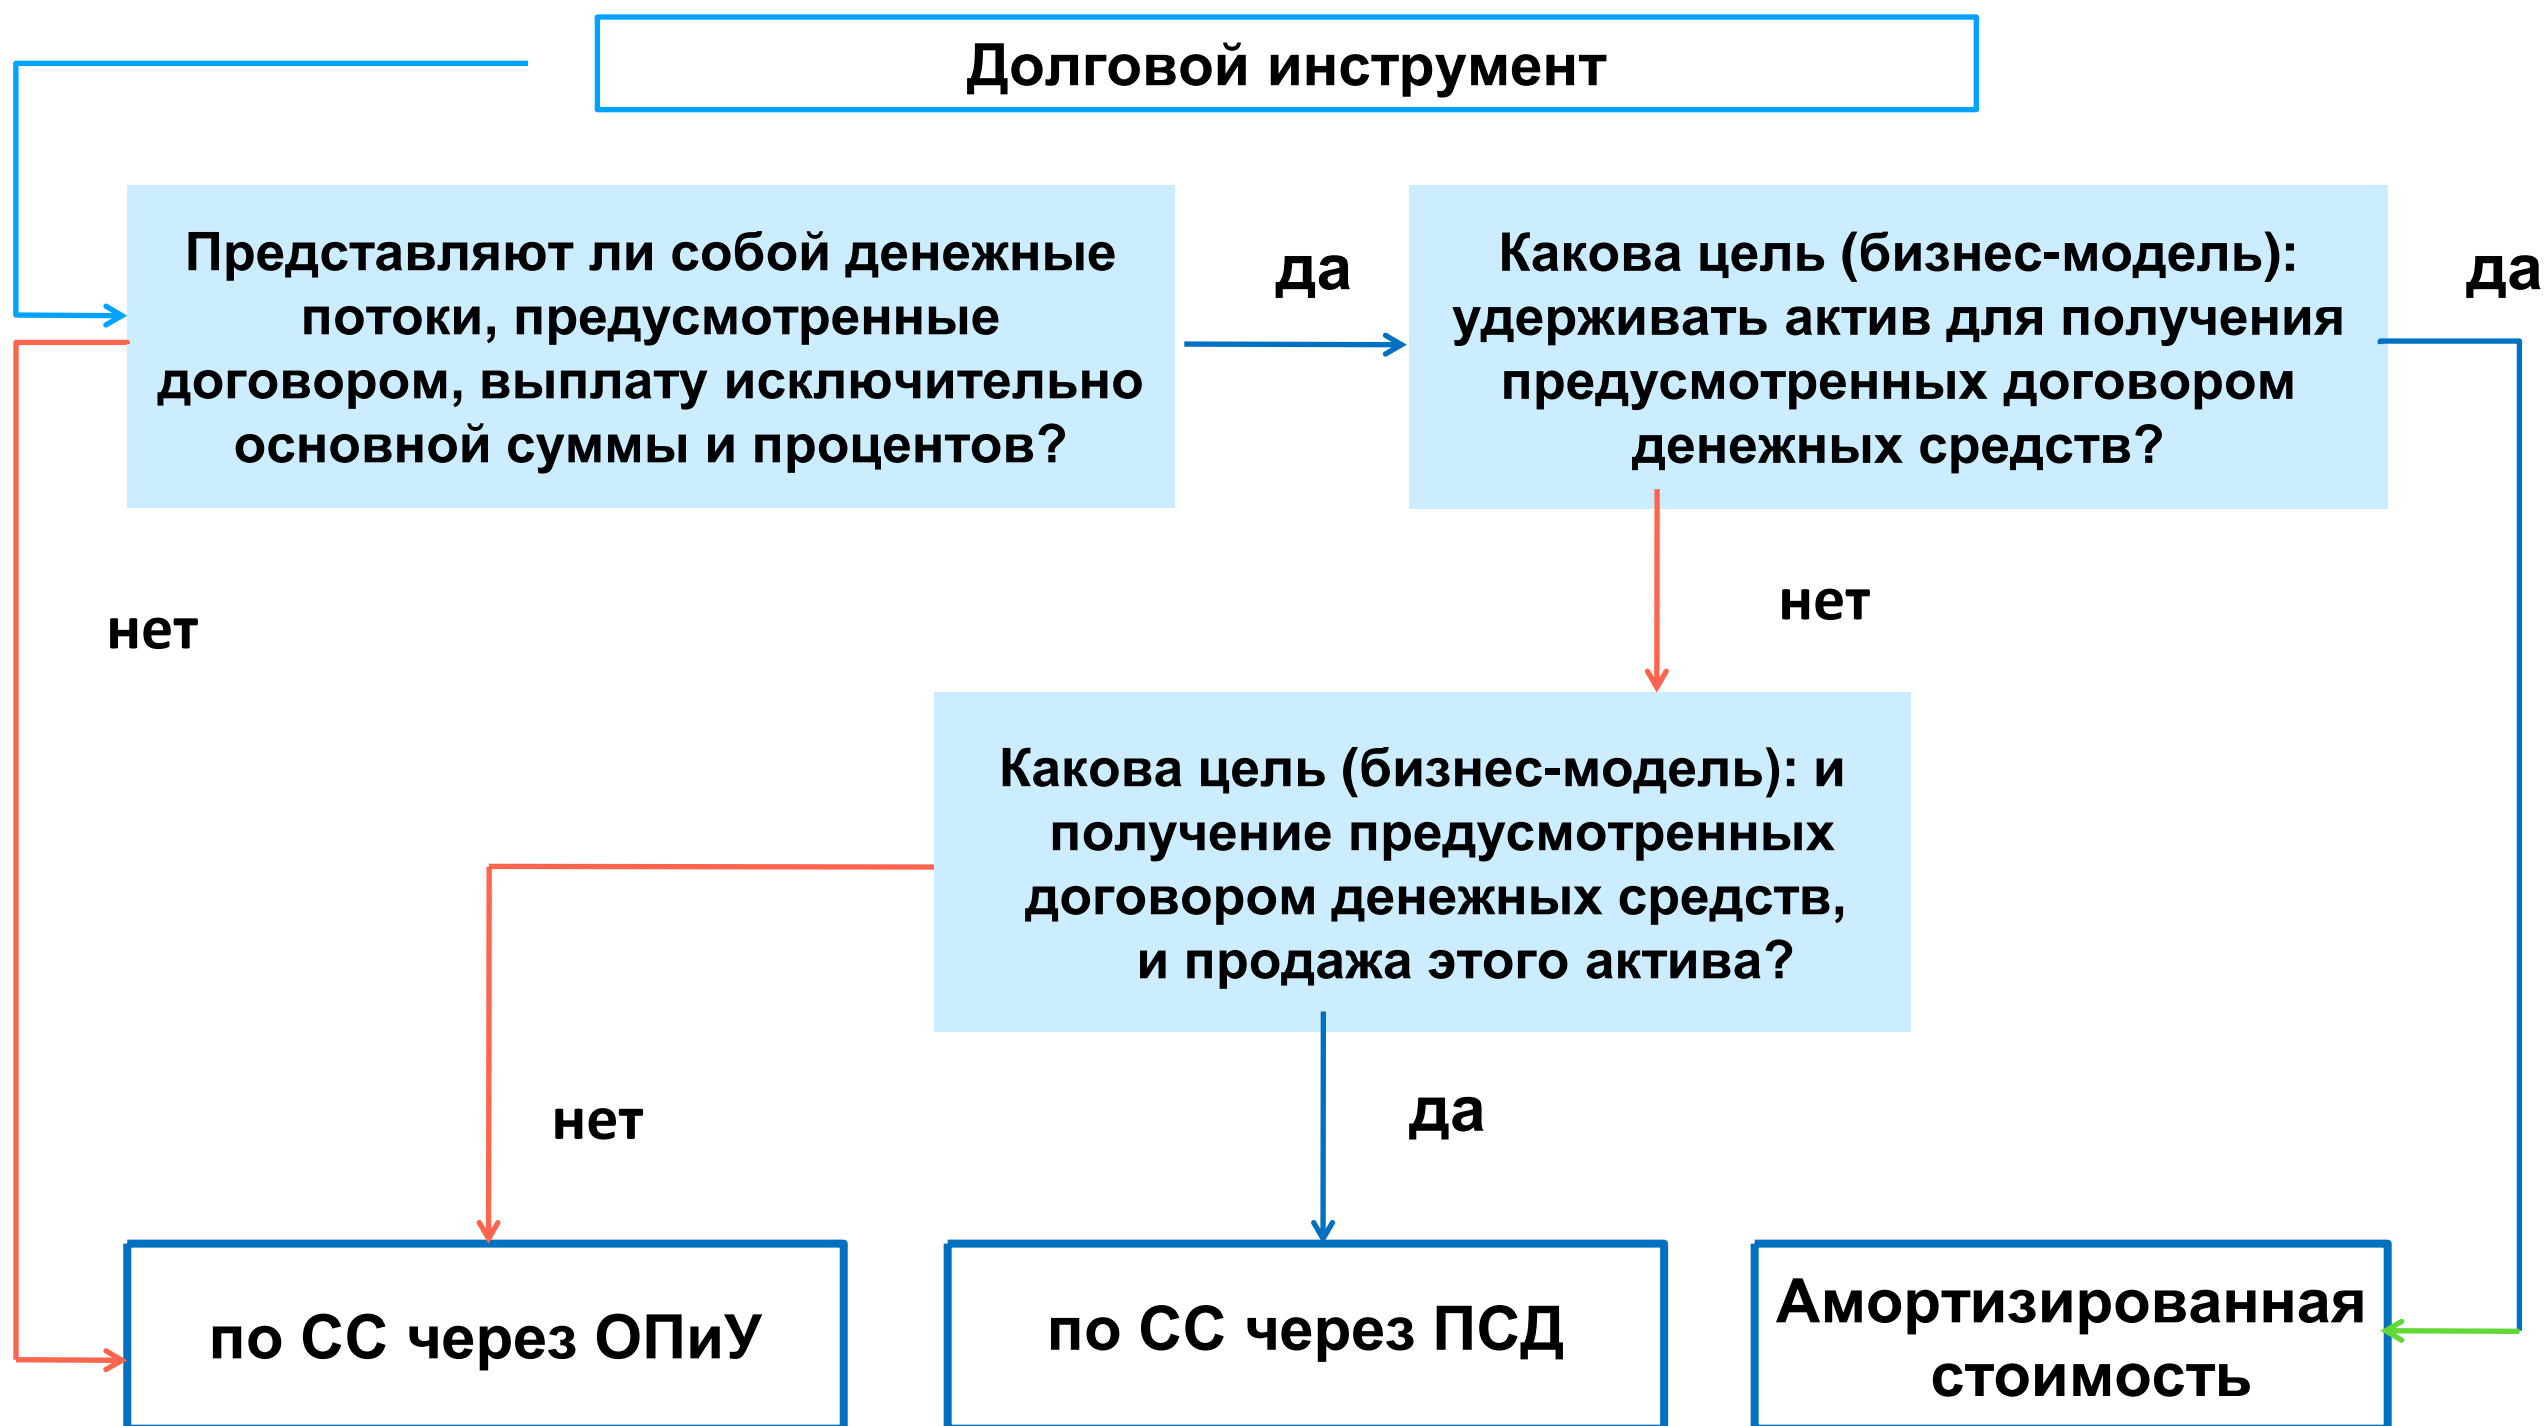 Долговой инструмент
Представляют ли собой денежные
потоки, предусмотренные
договором, выплату исключительно
основной суммы и процентов?
да
Какова цель (бизнес-модель):
удерживать актив для получения
предусмотренных договором
денежных средств?
да
нет
нет
Какова цель (бизнес-модель): и
получение предусмотренных
договором денежных средств,
и продажа этого актива?
нет
да
по СС через ОПиУ
по СС через ПСД
Амортизированная
стоимость